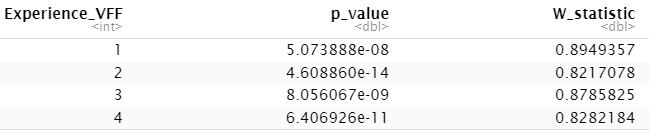 Experience_VFF p_value W_statistic
<int> <dbl> <dbl>
1 5.073888e-08 0.8949357
2 4.608860e-14 0.8217078
3 8.056067e-09 0.8785825
4 6.406926e-11 0.8282184